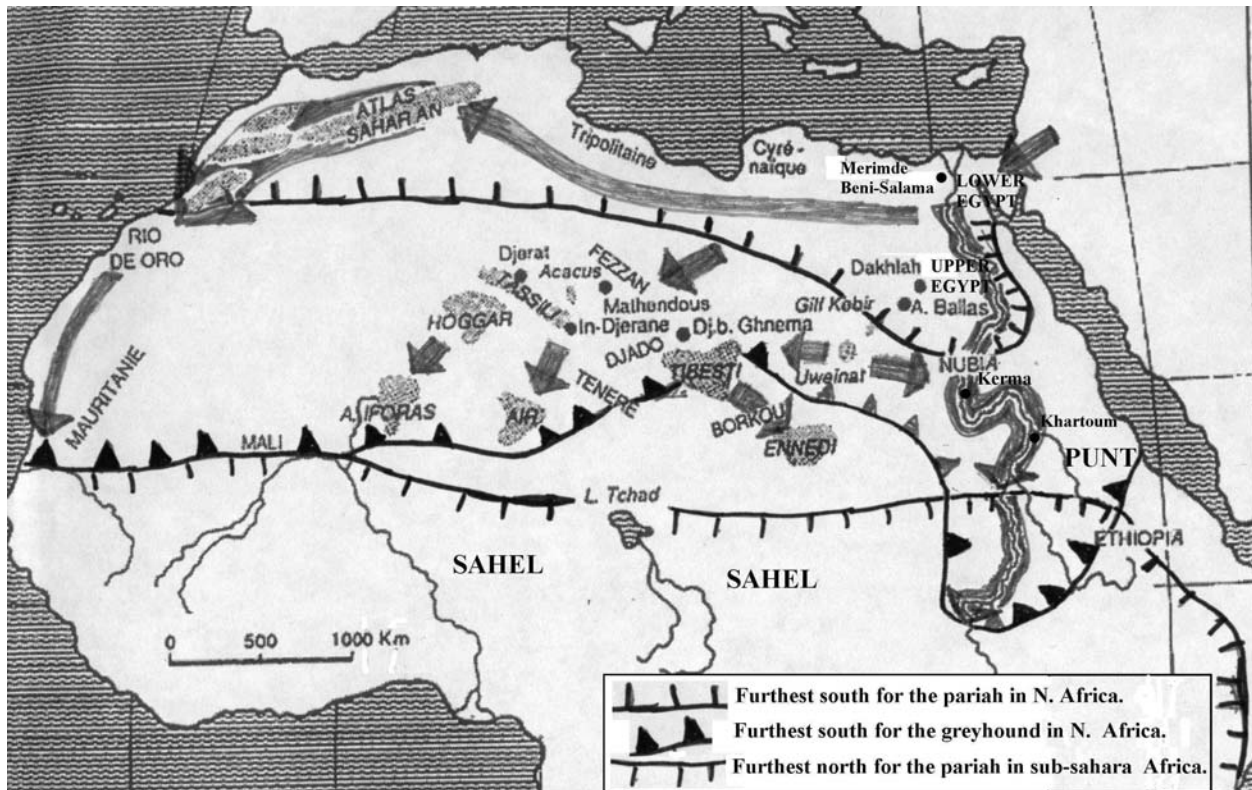 ATLAS
SAHARIAN
Tripolitaine
Cyré-
naïque
Merimde
Beni-Salama
LOWER
EGYPT
RIO
DE ORO
Djerat
Acacus
FEZZAN
TASSILI
Mathendous
Dakhlah
UPPER
EGYPT
Gilf Kebir
A. Ballas
HOGGAR
In-Djerane
Dj.b. Ghnema
DJADO
TIBESTI
Uweinat
NUBIA
Kerma
MAURITANIE
A. IFORAS
AIR
TENERE
BORKOU
ENNEDI
Khartoum
MALI
PUNT
L. Tchad
ETHIOPIA
SAHEL
SAHEL
0 500 1000 Km
Furthest south for the pariah in N. Africa.
Furthest south for the greyhound in N. Africa.
Furthest north for the pariah in sub-sahara Africa.